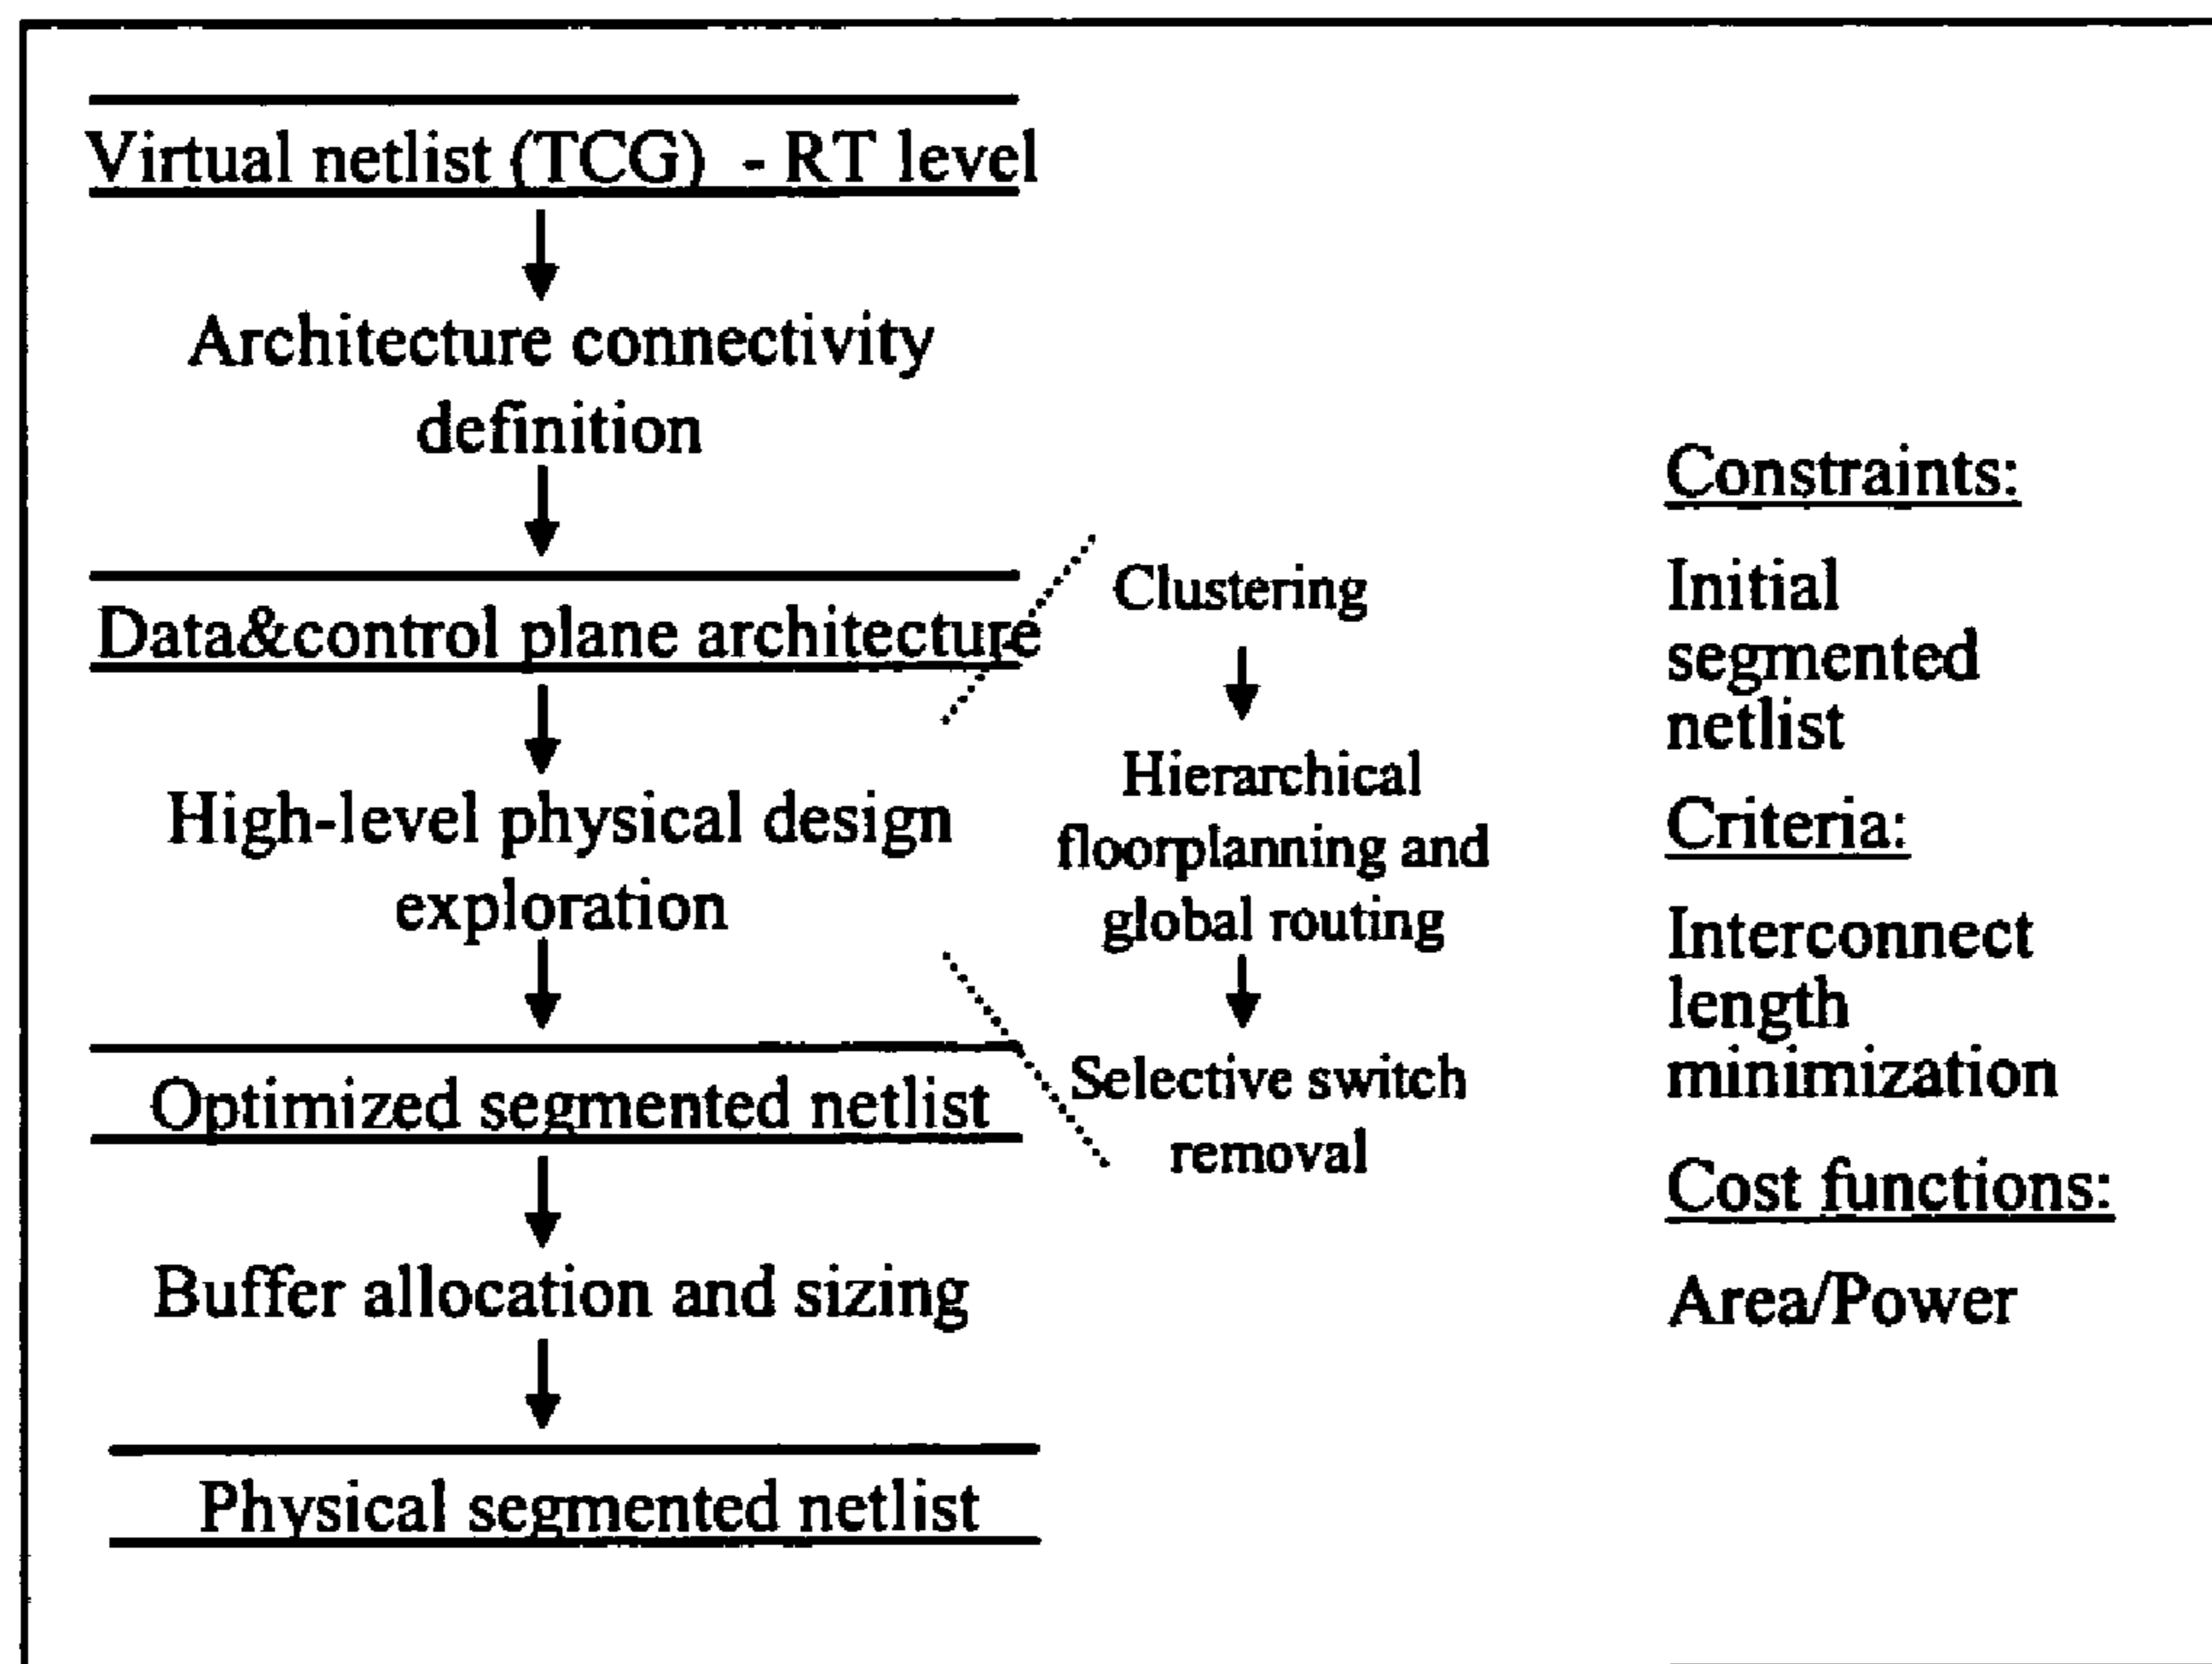 Virtual netlist (TCG) - RT level
Architecture connectivity
definition
Data&control plane architecture
High-level physical design
exploration
Optimized segmented netlist
Buffer allocation and sizing
Physical segmented netlist
Clustering
Hierarchical
floorplanning and
global routing
Selective switch
removal
Constraints:
Initial
segmented
netlist
Criteria:
Interconnect
length
minimization
Cost functions:
Area/Power